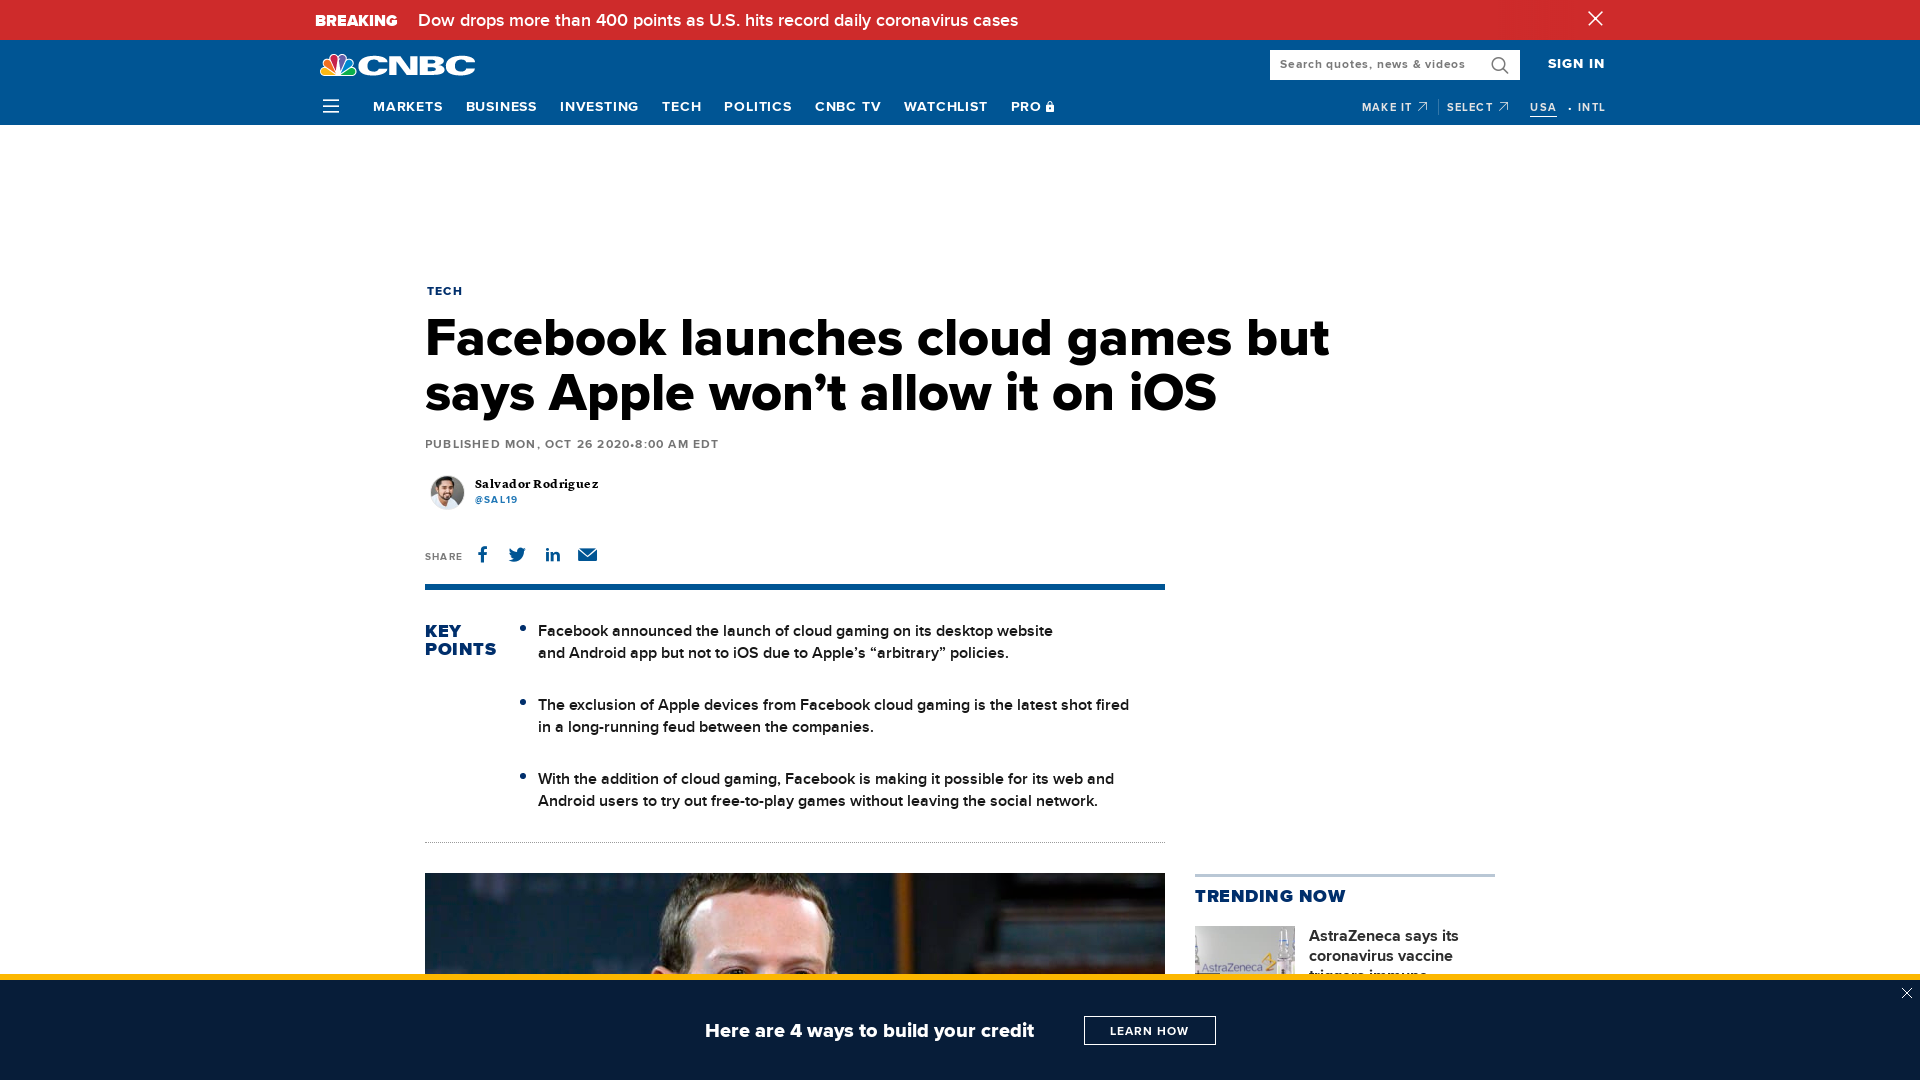 BREAKING Dow drops more than 400 points as U.S. hits record daily coronavirus cases
CNBC
Search quotes, news & videos
SIGN IN
MARKETS BUSINESS INVESTING TECH POLITICS CNBC TV WATCHLIST PRO
MAKE IT SELECT USA • INTL
TECH
Facebook launches cloud games but
says Apple won’t allow it on iOS
PUBLISHED MON, OCT 26 2020•8:00 AM EDT
Salvador Rodriguez
@SAL19
SHARE
KEY
POINTS
Facebook announced the launch of cloud gaming on its desktop website
and Android app but not to iOS due to Apple’s “arbitrary” policies.
The exclusion of Apple devices from Facebook cloud gaming is the latest shot fired
in a long-running feud between the companies.
With the addition of cloud gaming, Facebook is making it possible for its web and
Android users to try out free-to-play games without leaving the social network.
TRENDING NOW
AstraZeneca
AstraZeneca says its
coronavirus vaccine
triggers immune
Here are 4 ways to build your credit
LEARN HOW